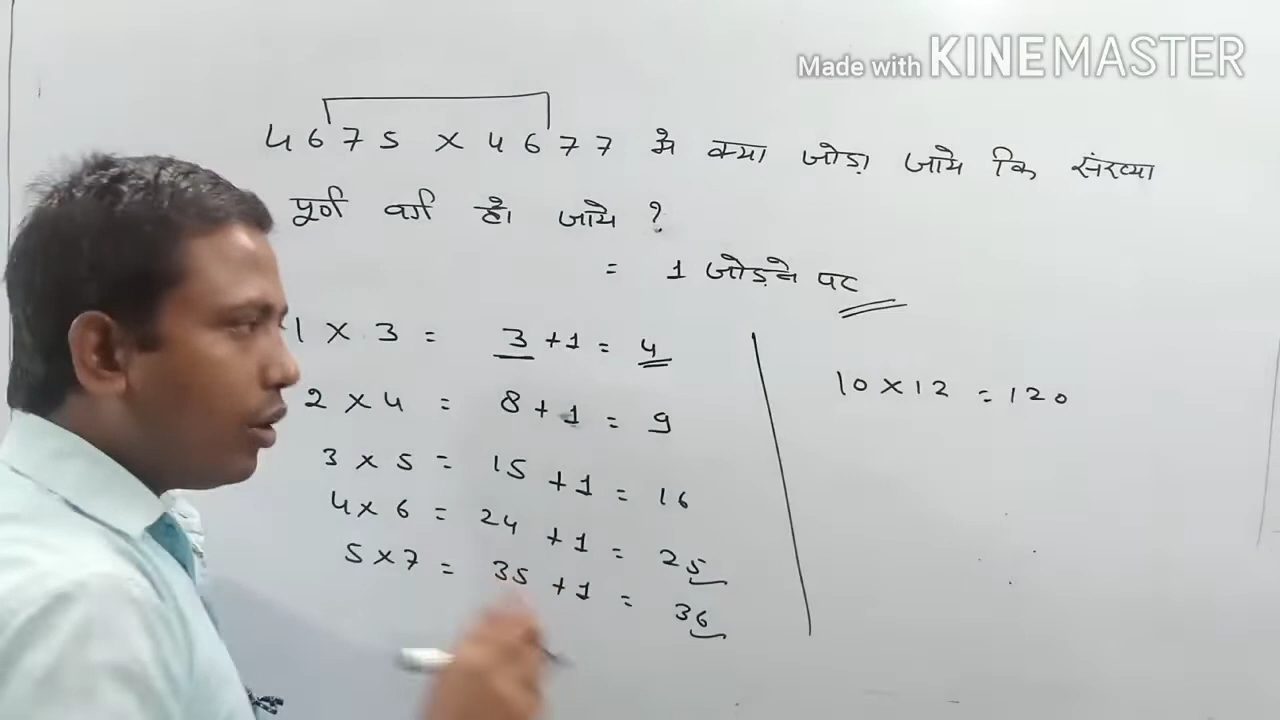 Made with KINEMASTER
4675 × 4677 में क्या जोड़ा जाये कि संख्या
पूर्ण वर्ग हो जाये ?
= 1 जोड़ने पर
1 × 3 = 3 + 1 = 4
2 × 4 = 8 + 1 = 9
3 × 5 = 15 + 1 = 16
4 × 6 = 24 + 1 = 25
5 × 7 = 35 + 1 = 36
10 × 12 = 120